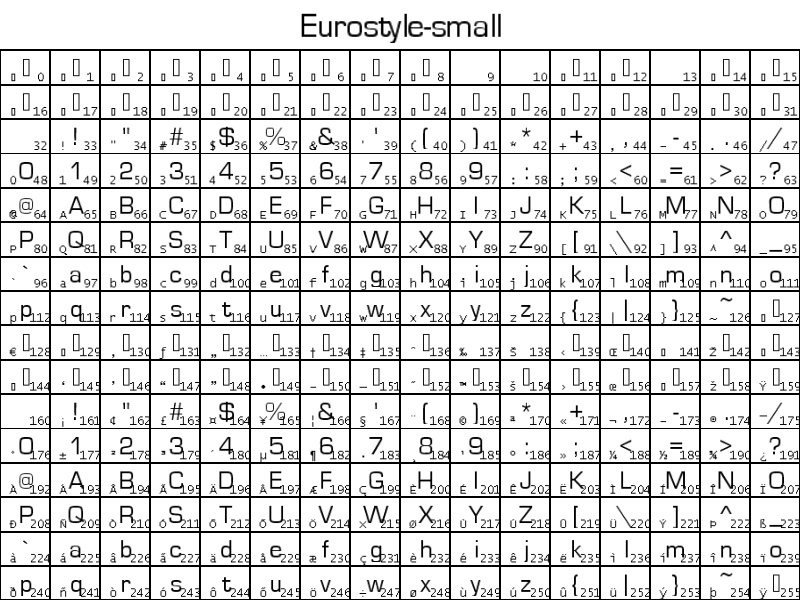 Eurostyle-small
0 1 2 3 4 5 6 7 8 9 10 11 12 13 14 15
16 17 18 19 20 21 22 23 24 25 26 27 28 29 30 31
32 ! ! 33 " " 34 # # 35 $ $ 36 % % 37 & & 38 ' ' 39 ( ( 40 ) ) 41 * * 42 + + 43 , , 44 - - 45 . . 46 / / 47
0 0 48 1 1 49 2 2 50 3 3 51 4 4 52 5 5 53 6 6 54 7 7 55 8 8 56 9 9 57 : : 58 ; ; 59 < < 60 = = 61 > > 62 ? ? 63
@ @ 64 A A 65 B B 66 C C 67 D D 68 E E 69 F F 70 G G 71 H H 72 I I 73 J J 74 K K 75 L L 76 M M 77 N N 78 O O 79
P P 80 Q Q 81 R R 82 S S 83 T T 84 U U 85 V V 86 W W 87 X X 88 Y Y 89 Z Z 90 [ [ 91 \ \ 92 ] ] 93 ^ ^ 94 _ _ 95
` ` 96 a a 97 b b 98 c c 99 d d 100 e e 101 f f 102 g g 103 h h 104 i i 105 j j 106 k k 107 l l 108 m m 109 n n 110 o o 111
p p 112 q q 113 r r 114 s s 115 t t 116 u u 117 v v 118 w w 119 x x 120 y y 121 z z 122 { { 123 | | 124 } } 125 ~ ~ 126 127
€ 128 129 ‚ 130 ƒ 131 „ 132 … 133 † 134 ‡ 135 ˆ 136 ‰ 137 Š 138 ‹ 139 Œ 140 141 Ž 142 143
144 ‘ 145 ’ 146 “ 147 ” 148 • 149 – 150 — 151 ˜ 152 ™ 153 š 154 › 155 œ 156 157 ž 158 Ÿ 159
160 ¡ ! 161 ¢ " 162 £ # 163 ¤ $ 164 ¥ % 165 ¦ & 166 § ' 167 ¨ ( 168 © ) 169 ª * 170 « + 171 ¬ , 172 - - 173 ® . 174 ¯ / 175
° 0 176 ± 1 177 ² 2 178 ³ 3 179 ´ 4 180 µ 5 181 ¶ 6 182 · 7 183 ¸ 8 184 ¹ 9 185 º : 186 » ; 187 ¼ < 188 ½ = 189 ¾ > 190 ¿ ? 191
À @ 192 Á A 193 Â B 194 Ã C 195 Ä D 196 Å E 197 Æ F 198 Ç G 199 È H 200 É I 201 Ê J 202 Ë K 203 Ì L 204 Í M 205 Î N 206 Ï O 207
Ð P 208 Ñ Q 209 Ò R 210 Ó S 211 Ô T 212 Õ U 213 Ö V 214 × W 215 Ø X 216 Ù Y 217 Ú Z 218 Û [ 219 Ü \ 220 Ý ] 221 Þ ^ 222 ß _ 223
à ` 224 á a 225 â b 226 ã c 227 ä d 228 å e 229 æ f 230 ç g 231 è h 232 é i 233 ê j 234 ë k 235 ì l 236 í m 237 î n 238 ï o 239
ð p 240 ñ q 241 ò r 242 ó s 243 ô t 244 õ u 245 ö v 246 ÷ w 247 ø x 248 ù y 249 ú z 250 û { 251 ü | 252 ý } 253 þ ~ 254 ÿ 255